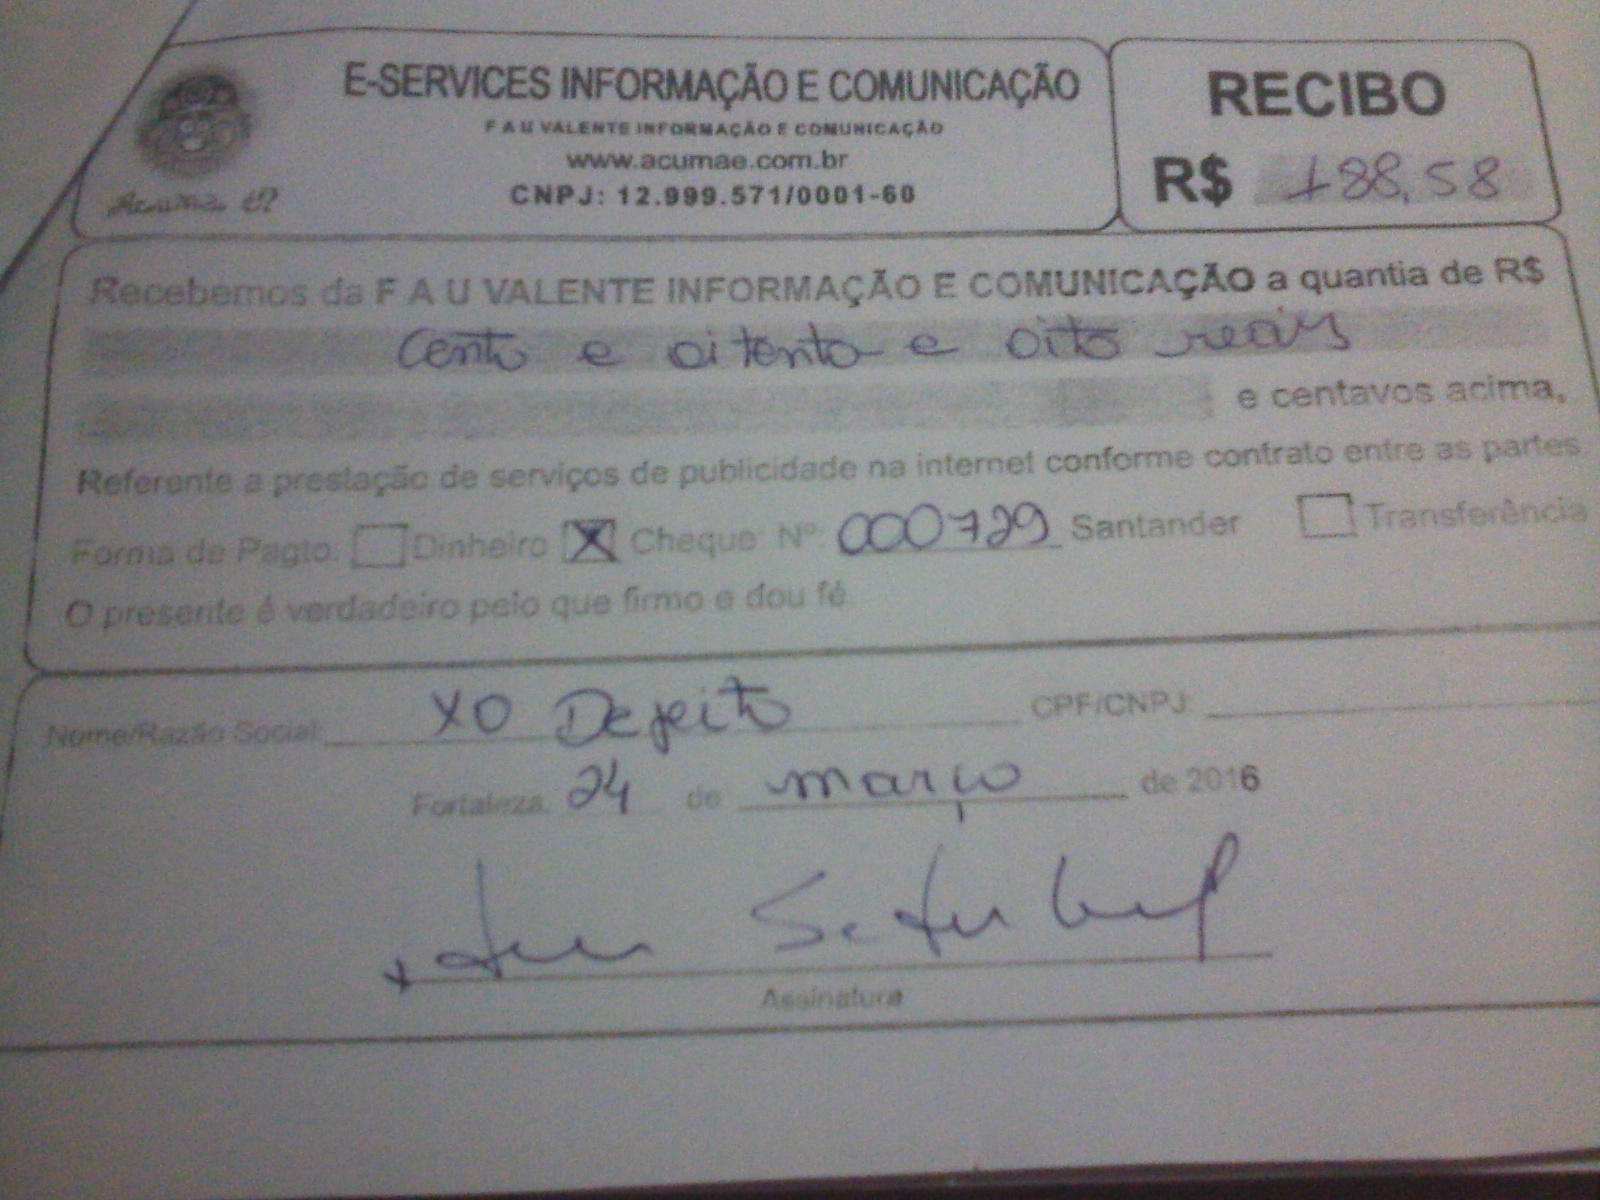 E-SERVICES INFORMAÇÃO E COMUNICAÇÃO
F A U VALENTE INFORMAÇÃO E COMUNICAÇÃO
www.acumae.com.br
CNPJ: 12.999.571/0001-60
RECIBO
R$ 188,58
Recebemos da F A U VALENTE INFORMAÇÃO E COMUNICAÇÃO a quantia de R$
Cento e oitenta e oito reais
e centavos acima,
Referente a prestação de serviços de publicidade na internet conforme contrato entre as partes.
Forma de Pagto: Dinheiro X Cheque: Nº: 000729 Santander Transferência
O presente é verdadeiro pelo que firmo e dou fé.
Nome/Razão Social: XO Defeito CPF/CNPJ:
Fortaleza, 24 de março de 2016
Assinatura